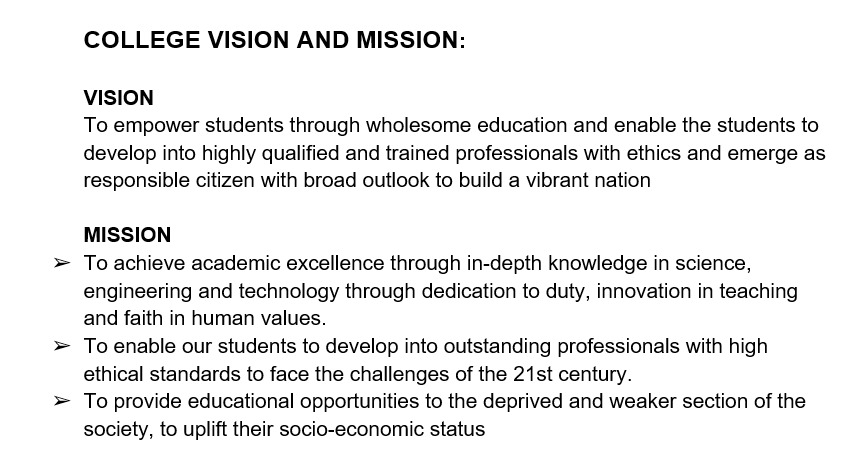 COLLEGE VISION AND MISSION:
VISION
To empower students through wholesome education and enable the students to
develop into highly qualified and trained professionals with ethics and emerge as
responsible citizen with broad outlook to build a vibrant nation
MISSION
➢ To achieve academic excellence through in-depth knowledge in science,
engineering and technology through dedication to duty, innovation in teaching
and faith in human values.
➢ To enable our students to develop into outstanding professionals with high
ethical standards to face the challenges of the 21st century.
➢ To provide educational opportunities to the deprived and weaker section of the
society, to uplift their socio-economic status